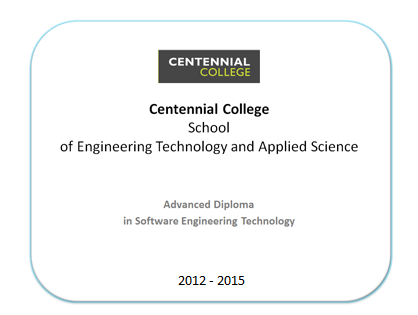 CENTENNIAL
COLLEGE
Centennial College
School
of Engineering Technology and Applied Science
Advanced Diploma
in Software Engineering Technology
2012 - 2015